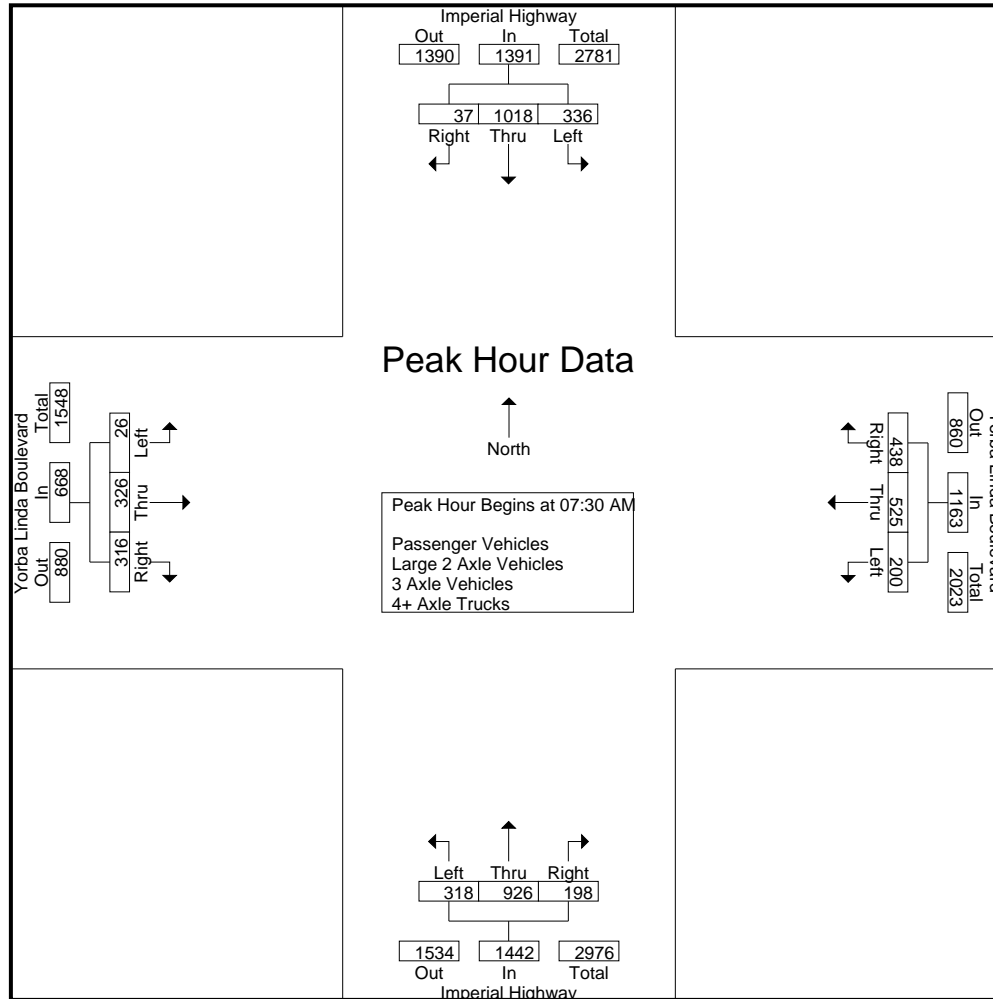 Imperial Highway
Out In Total
1390 1391 2781
37 1018 336
Right Thru Left
Peak Hour Data
North
Peak Hour Begins at 07:30 AM
Passenger Vehicles
Large 2 Axle Vehicles
3 Axle Vehicles
4+ Axle Trucks
Yorba Linda Boulevard
Total In Out
1548 668 880
26 326 316
Left Thru Right
Yorba Linda Boulevard
Out In Total
860 1163 2023
438 525 200
Right Thru Left
Left Thru Right
318 926 198
1534 1442 2976
Out In Total
Imperial Highway